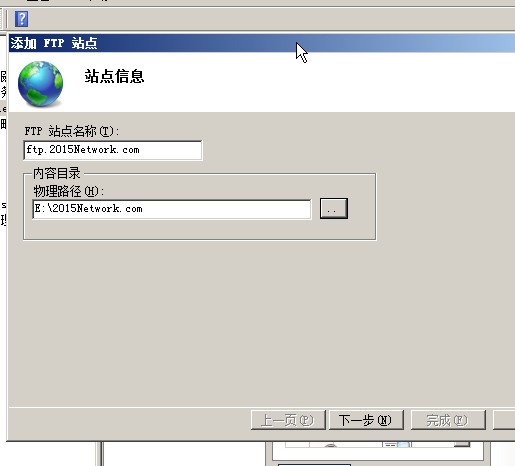 添加 FTP 站点
站点信息
FTP 站点名称(T):
ftp.2015Network.com
内容目录
物理路径(H):
E:\2015Network.com
..
上一页(P)
下一步(N)
完成(F)